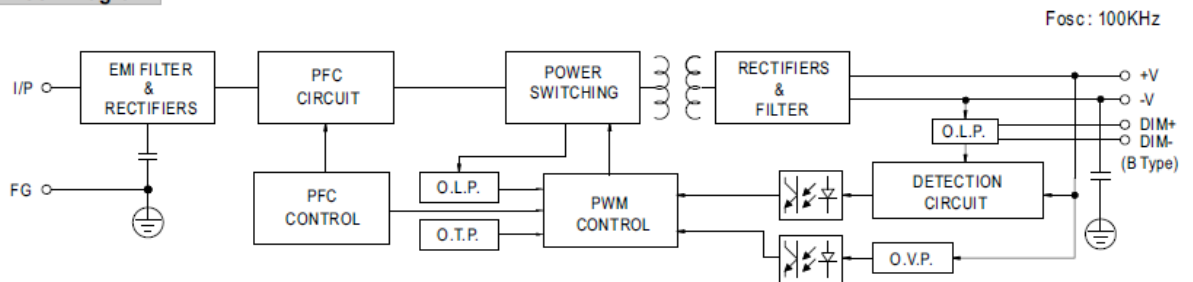 Fosc : 100KHz
I/P
EMI FILTER
&
RECTIFIERS
PFC
CIRCUIT
POWER
SWITCHING
RECTIFIERS
&
FILTER
+V
-V
DIM+
DIM-
(B Type)
O.L.P.
FG
PFC
CONTROL
O.L.P.
O.T.P.
PWM
CONTROL
DETECTION
CIRCUIT
O.V.P.